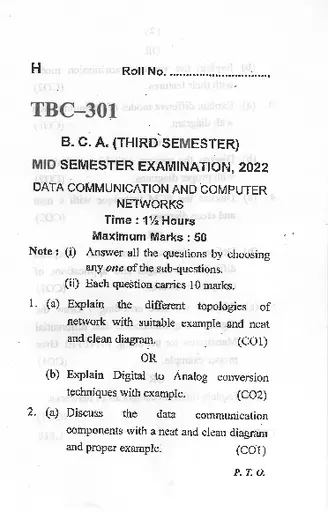 H Roll No. ..............................
TBC-301
B. C. A. (THIRD SEMESTER)
MID SEMESTER EXAMINATION, 2022
DATA COMMUNICATION AND COMPUTER
NETWORKS
Time : 1½ Hours
Maximum Marks : 50
Note : (i) Answer all the questions by choosing
any one of the sub-questions.
(ii) Each question carries 10 marks.
1. (a) Explain the different topologies of
network with suitable example and neat
and clean diagram. (CO1)
OR
(b) Explain Digital to Analog conversion
techniques with example. (CO2)
2. (a) Discuss the data communication
components with a neat and clean diagram
and proper example. (CO1)
P. T. O.